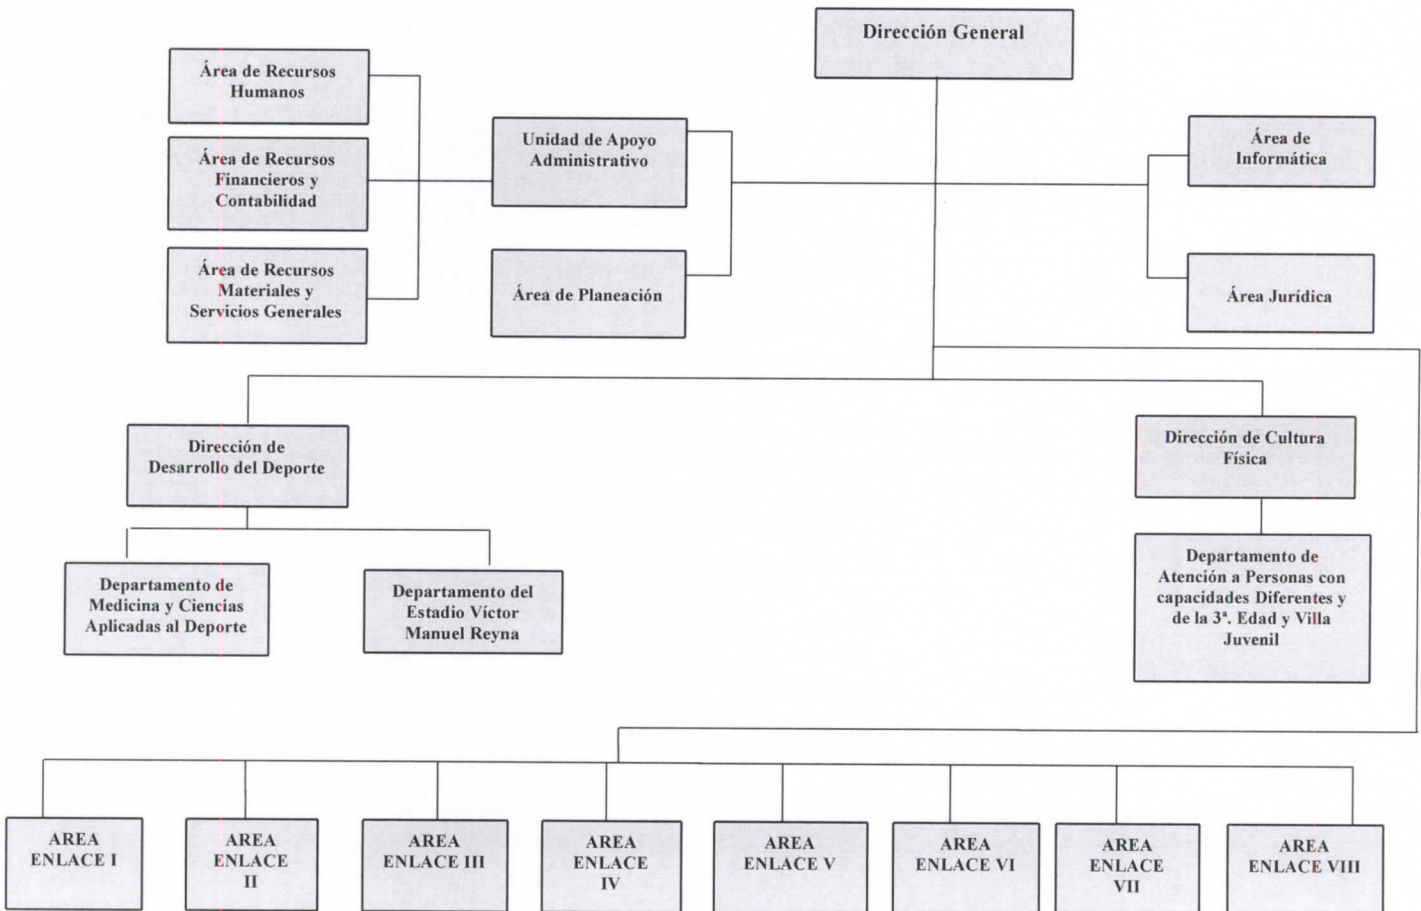 Dirección General
Área de Recursos
Humanos
Área de Recursos
Financieros y
Contabilidad
Área de Recursos
Materiales y
Servicios Generales
Unidad de Apoyo
Administrativo
Área de Planeación
Área de
Informática
Área Jurídica
Dirección de
Desarrollo del Deporte
Dirección de Cultura
Física
Departamento de
Medicina y Ciencias
Aplicadas al Deporte
Departamento del
Estadio Víctor
Manuel Reyna
Departamento de
Atención a Personas con
capacidades Diferentes y
de la 3ª. Edad y Villa
Juvenil
AREA
ENLACE I
AREA
ENLACE
II
AREA
ENLACE III
AREA
ENLACE
IV
AREA
ENLACE V
AREA
ENLACE VI
AREA
ENLACE
VII
AREA
ENLACE VIII